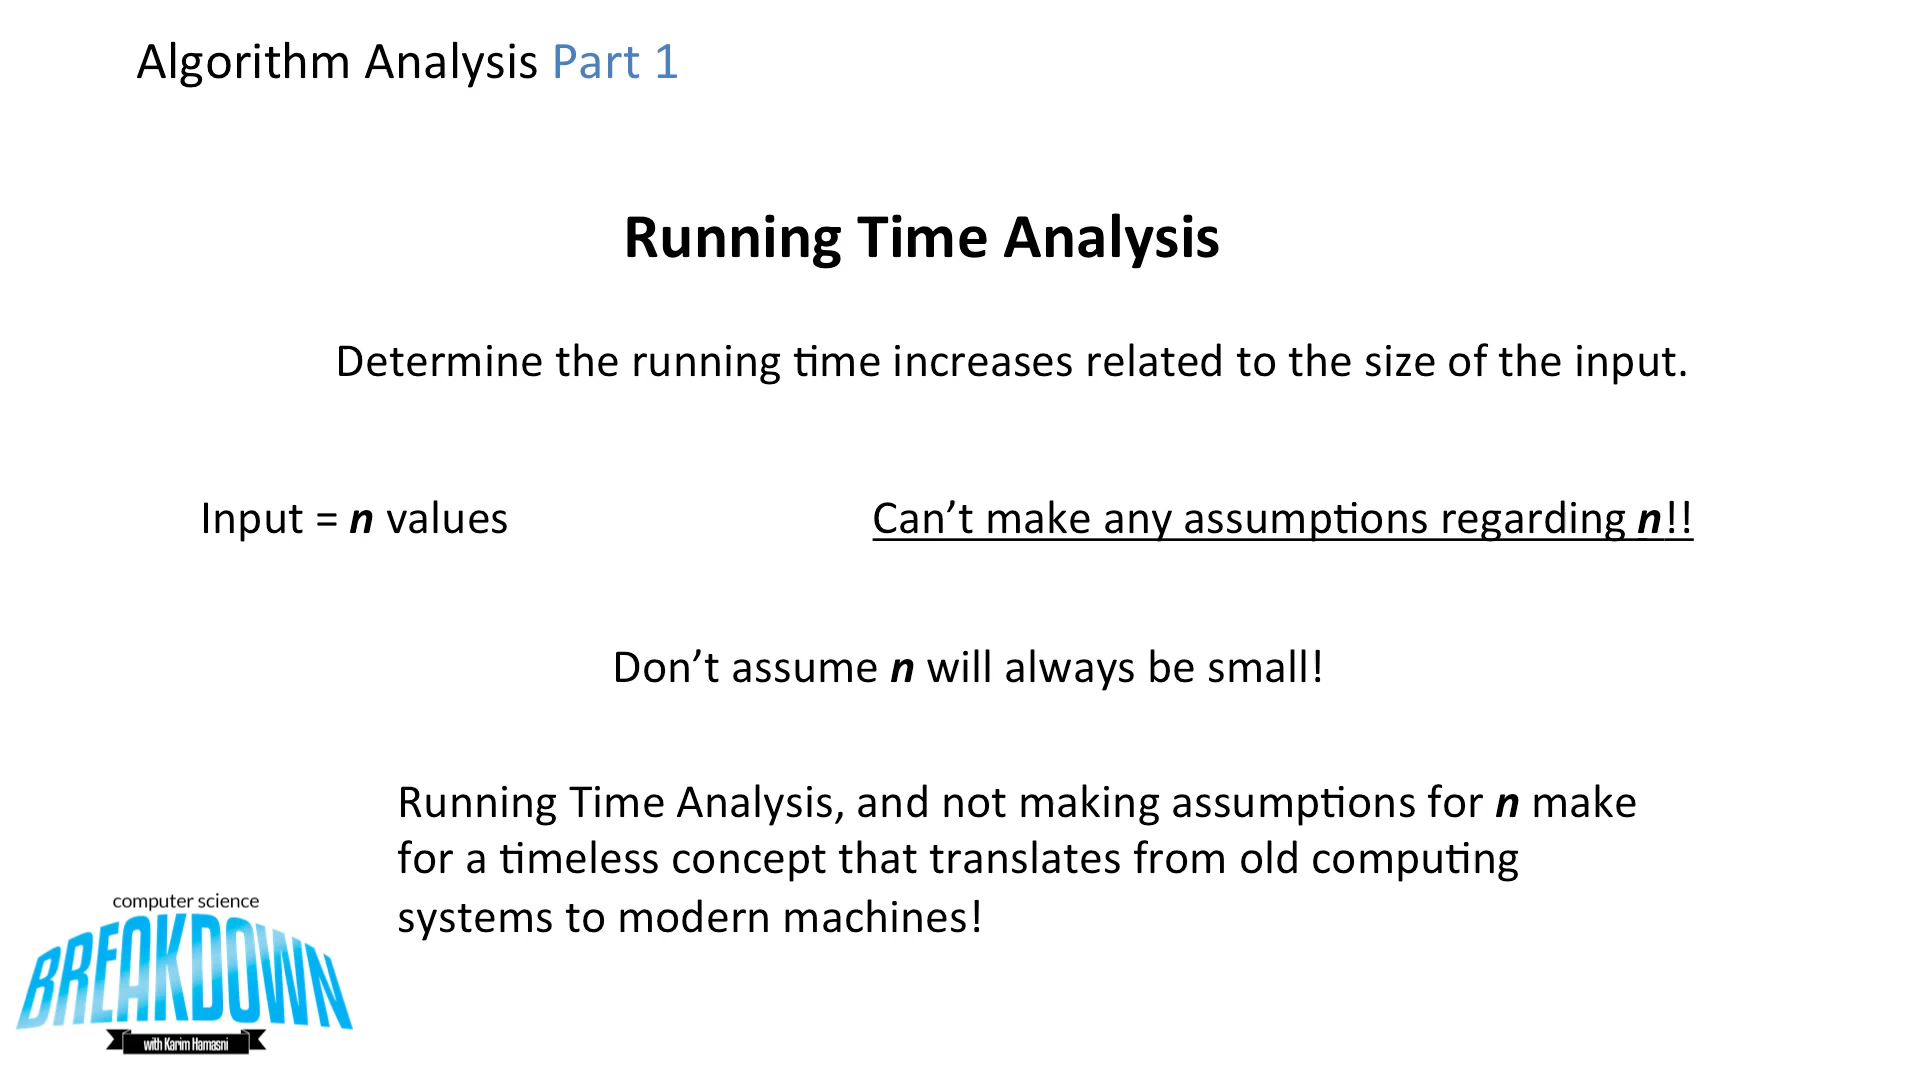 Algorithm Analysis Part 1
Running Time Analysis
Determine the running time increases related to the size of the input.
Input = n values
Can’t make any assumptions regarding n!!
Don’t assume n will always be small!
Running Time Analysis, and not making assumptions for n make
for a timeless concept that translates from old computing
systems to modern machines!
computer science
BREAKDOWN
with Karim Hamasni